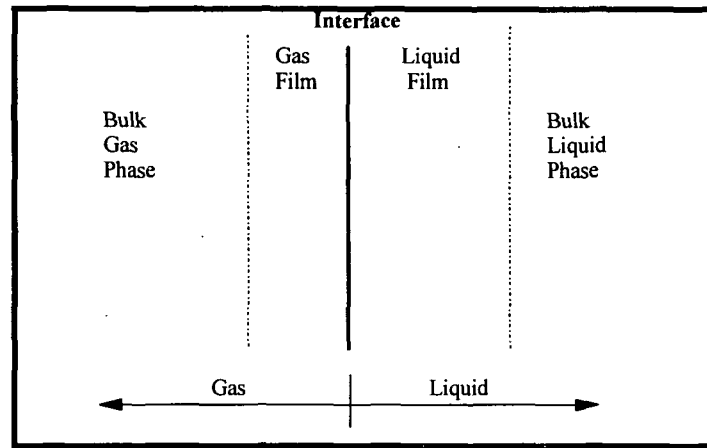 Interface
Gas
Film
Liquid
Film
Bulk
Gas
Phase
Bulk
Liquid
Phase
Gas
Liquid